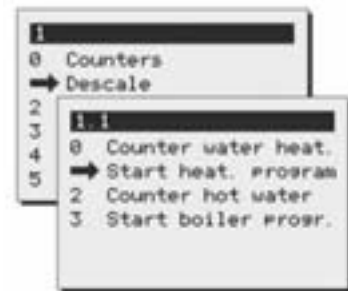 1
0 Counters
➡ Descale
2
3
4
5
1.1
0 Counter water heat.
➡ Start heat. program
2 Counter hot water
3 Start boiler progr.